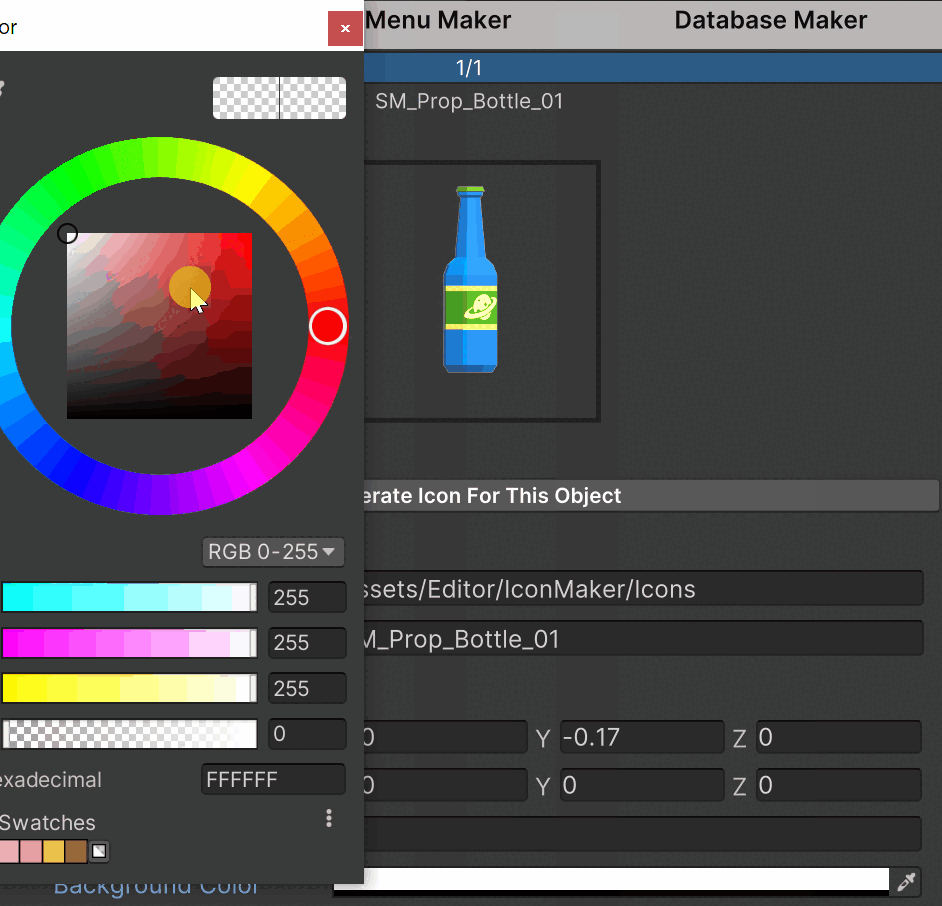 or
Menu Maker
Database Maker
1/1
SM_Prop_Bottle_01
erate Icon For This Object
RGB 0-255
255
ssets/Editor/IconMaker/Icons
255
M_Prop_Bottle_01
255
0
0 Y -0.17 Z 0
exadecimal FFFFFF
0 Y 0 Z 0
Swatches
Background Color